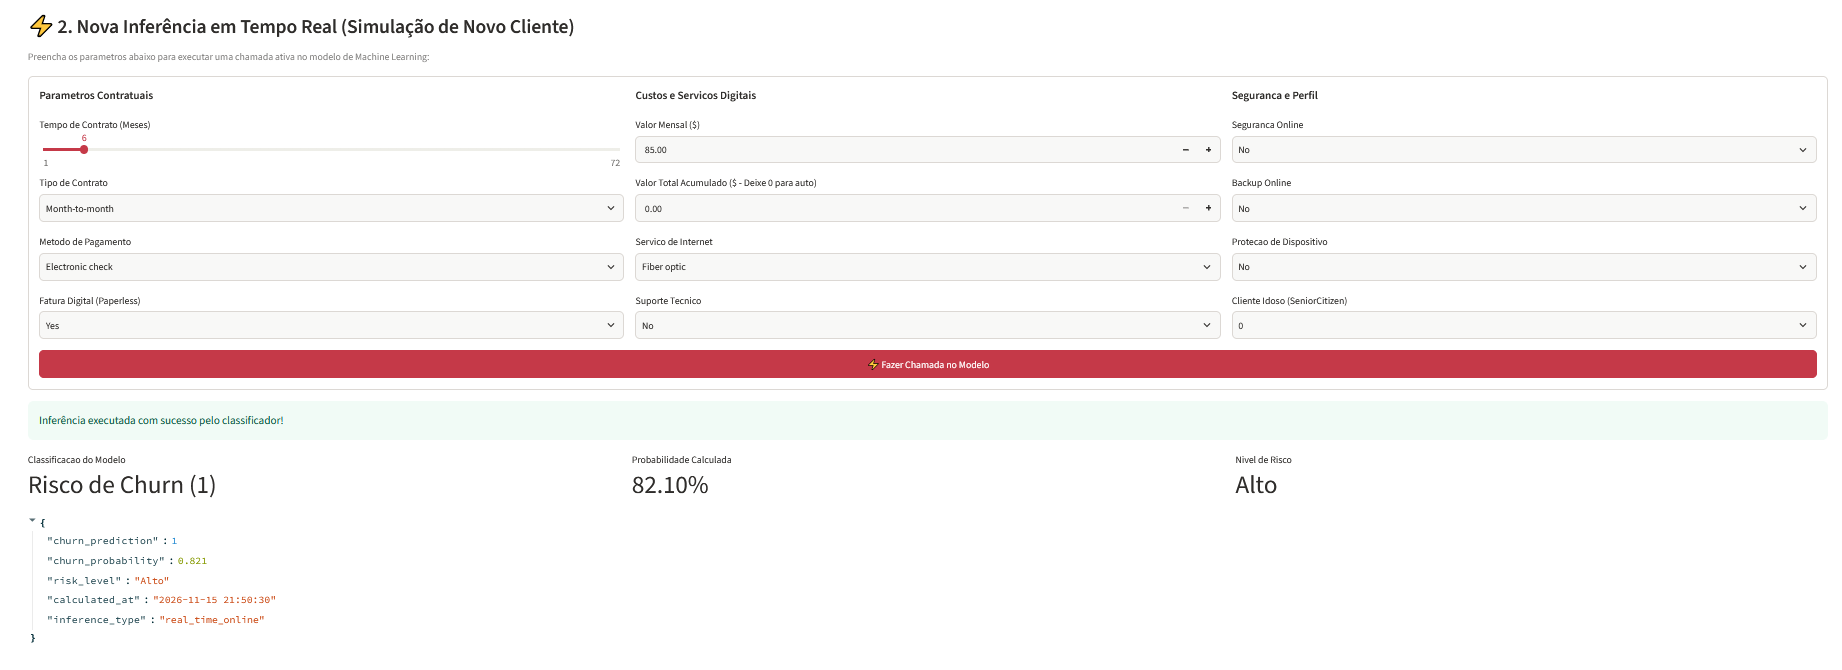 ⚡ 2. Nova Inferência em Tempo Real (Simulação de Novo Cliente)
Preencha os parametros abaixo para executar uma chamada ativa no modelo de Machine Learning:
Parametros Contratuais
Tempo de Contrato (Meses)
6
1 72
Tipo de Contrato
Month-to-month
Metodo de Pagamento
Electronic check
Fatura Digital (Paperless)
Yes
Custos e Servicos Digitais
Valor Mensal ($)
85.00
Valor Total Acumulado ($ - Deixe 0 para auto)
0.00
Servico de Internet
Fiber optic
Suporte Tecnico
No
Seguranca e Perfil
Seguranca Online
No
Backup Online
No
Protecao de Dispositivo
No
Cliente Idoso (SeniorCitizen)
0
⚡ Fazer Chamada no Modelo
Inferência executada com sucesso pelo classificador!
Classificacao do Modelo
Risco de Churn (1)
Probabilidade Calculada
82.10%
Nivel de Risco
Alto
{
"churn_prediction" : 1
"churn_probability" : 0.821
"risk_level" : "Alto"
"calculated_at" : "2026-11-15 21:50:30"
"inference_type" : "real_time_online"
}